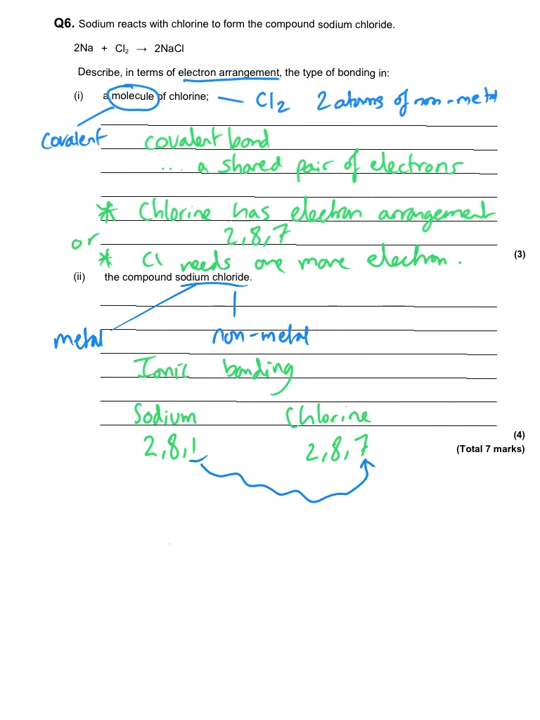 Q6. Sodium reacts with chlorine to form the compound sodium chloride.
2Na + Cl₂ → 2NaCl
Describe, in terms of electron arrangement, the type of bonding in:
(i) a molecule of chlorine; — Cl2 2 atoms of non-metal
Covalent covalent bond
... a shared pair of electrons
* Chlorine has electron arrangement
2,8,7
or
* Cl needs one more electron.
(3)
(ii) the compound sodium chloride.
metal non-metal
Ionic bonding
Sodium Chlorine
(4)
2,8,1 2,8,7
(Total 7 marks)